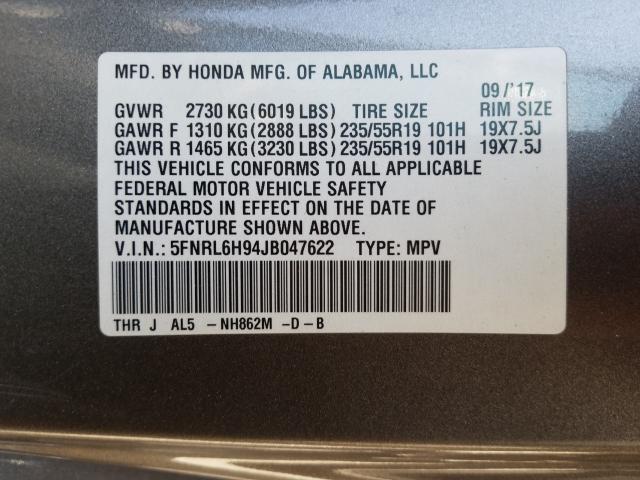 MFD. BY HONDA MFG. OF ALABAMA, LLC
09 /'17
GVWR 2730 KG(6019 LBS) TIRE SIZE RIM SIZE
GAWR F 1310 KG(2888 LBS)235/55R19 101H 19X7.5J
GAWR R 1465 KG(3230 LBS)235/55R19 101H 19X7.5J
THIS VEHICLE CONFORMS TO ALL APPLICABLE
FEDERAL MOTOR VEHICLE SAFETY
STANDARDS IN EFFECT ON THE DATE OF
MANUFACTURE SHOWN ABOVE.
V.I.N.: 5FNRL6H94JB047622 TYPE: MPV
THR J AL5 -NH862M -D-B